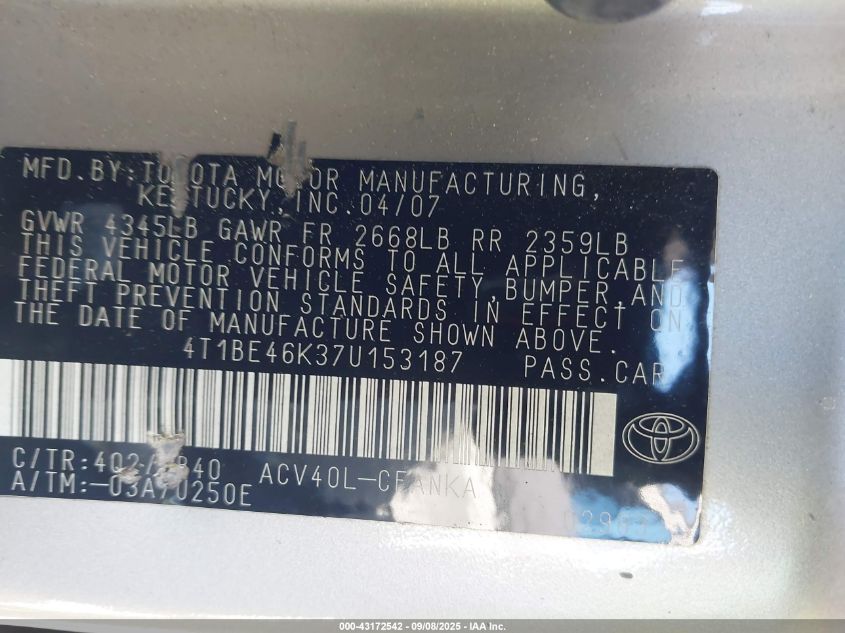 MFD. BY: TOYOTA MOTOR MANUFACTURING,
KENTUCKY, INC. 04/07
GVWR 4345LB GAWR FR 2668LB RR 2359LB
THIS VEHICLE CONFORMS TO ALL APPLICABLE
FEDERAL MOTOR VEHICLE SAFETY, BUMPER, AND
THEFT PREVENTION STANDARDS IN EFFECT ON
THE DATE OF MANUFACTURE SHOWN ABOVE.
4T1BE46K37U153187 PASS.CAR
C/TR:
A/TM:
000-43172542 - 09/08/2025 - IAA Inc.